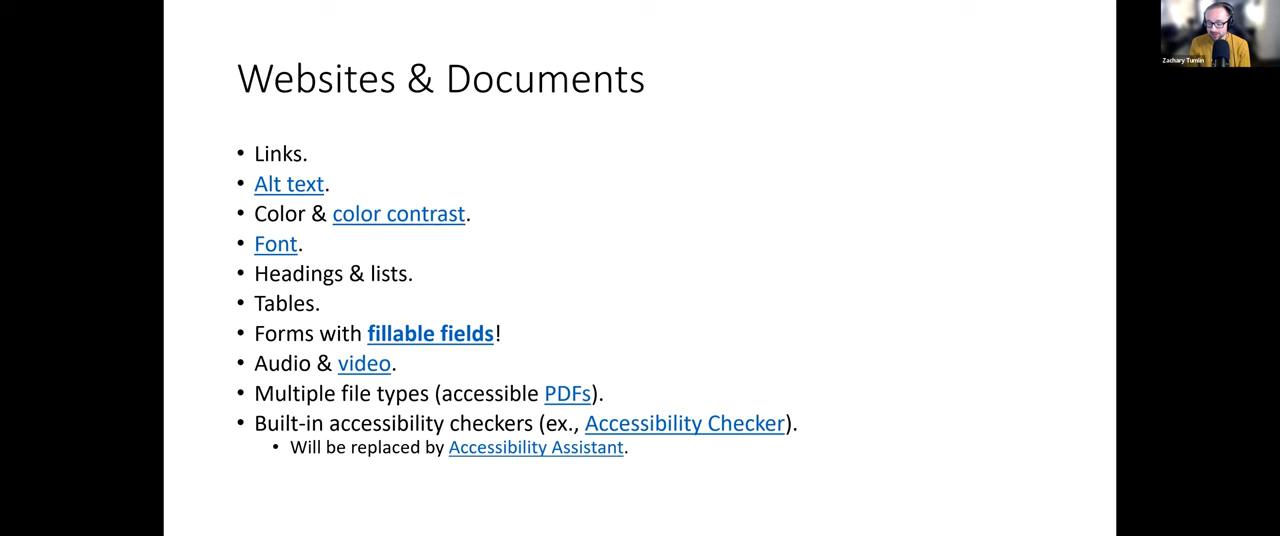 Websites & Documents
• Links.
• Alt text.
• Color & color contrast.
• Font.
• Headings & lists.
• Tables.
• Forms with fillable fields!
• Audio & video.
• Multiple file types (accessible PDFs).
• Built-in accessibility checkers (ex., Accessibility Checker).
• Will be replaced by Accessibility Assistant.
Zachary Tumlin